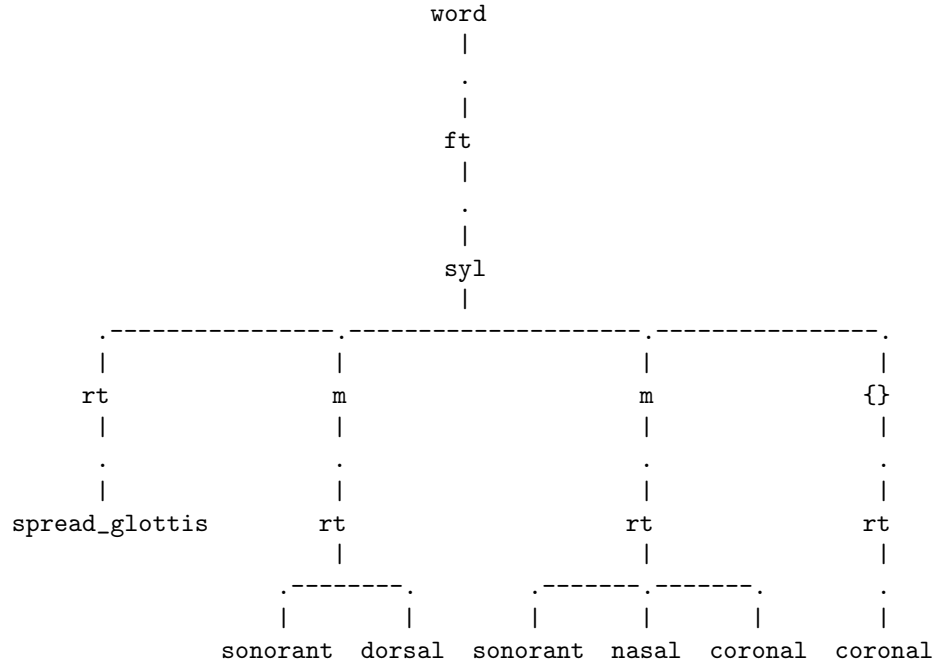 word
ft
syl
rt m m {}
spread_glottis rt rt rt
sonorant dorsal sonorant nasal coronal coronal